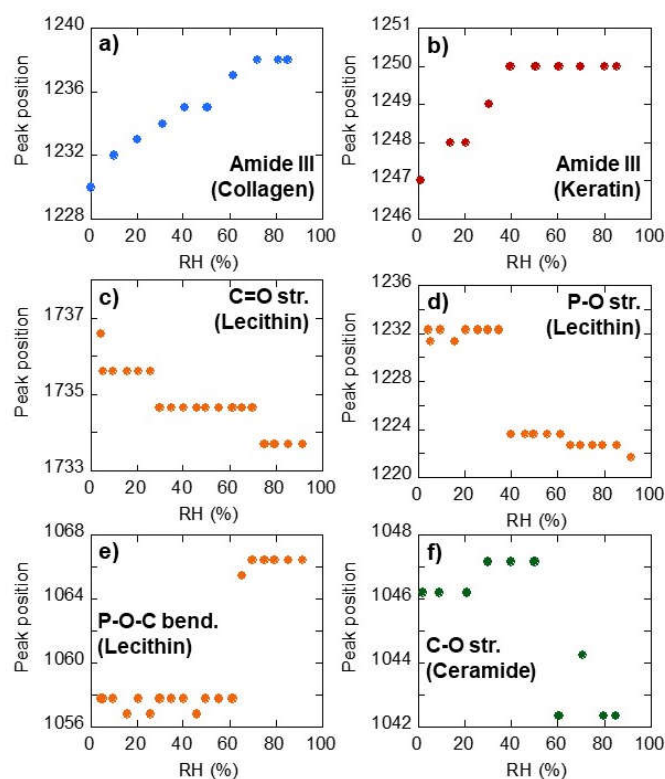 a)
Peak position
1240
1236
1232
1228
Amide III
(Collagen)
0 20 40 60 80 100
RH (%)
b)
Peak position
1251
1250
1249
1248
1247
1246
Amide III
(Keratin)
0 20 40 60 80 100
RH (%)
c)
Peak position
1737
1735
1733
C=O str.
(Lecithin)
0 20 40 60 80 100
RH (%)
d)
Peak position
1236
1232
1228
1224
1220
P-O str.
(Lecithin)
0 20 40 60 80 100
RH (%)
e)
Peak position
1068
1064
1060
1056
P-O-C bend.
(Lecithin)
0 20 40 60 80 100
RH (%)
f)
Peak position
1048
1046
1044
1042
C-O str.
(Ceramide)
0 20 40 60 80 100
RH (%)